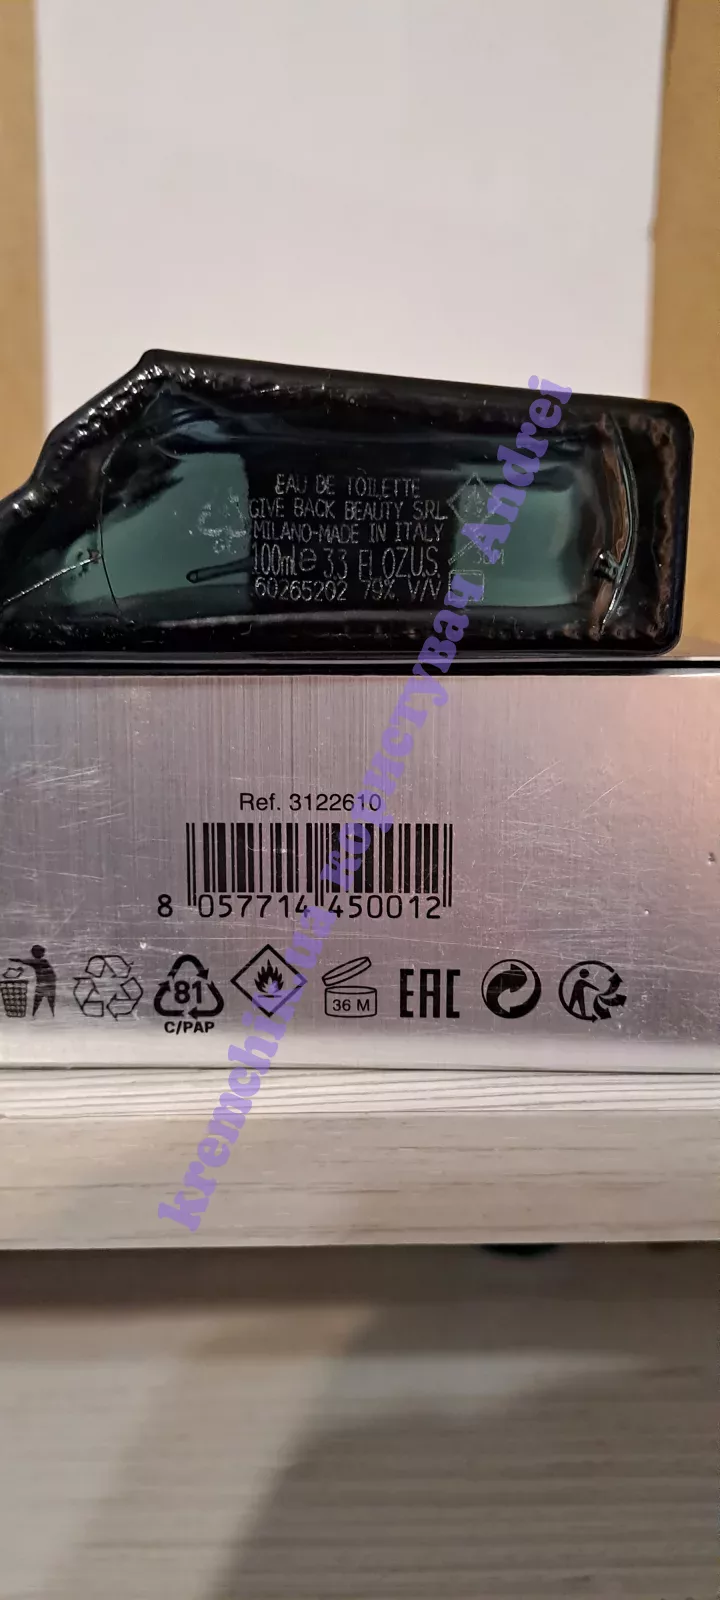 EAU DE TOILETTE
GIVE BACK BEAUTY SRL
MILANO-MADE IN ITALY
100ml e 3.3 FL.OZ.U.S.
60265202 79% V/V
36M
Ref. 3122610
8 057714 450012
81
C/PAP
36 M
EAC
kremchik.ua користувач Andrei